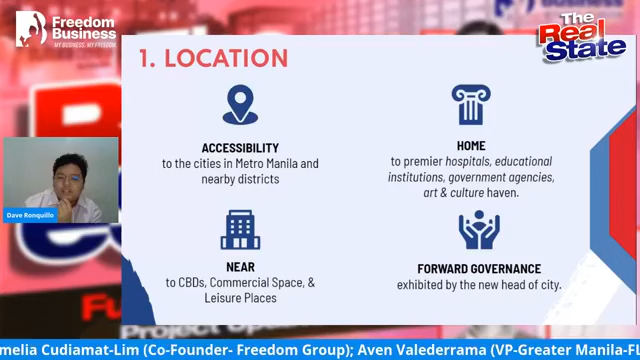 Freedom
Business
MY BUSINESS. MY FREEDOM.
The
Real
State
1. LOCATION
ACCESSIBILITY
to the cities in Metro Manila and
nearby districts
HOME
to premier hospitals, educational
institutions, government agencies,
art & culture haven.
NEAR
to CBDs, Commercial Space, &
Leisure Places
FORWARD GOVERNANCE
exhibited by the new head of city.
Dave Ronquillo
Project
melia Cudiamat-Lim (Co-Founder- Freedom Group); Aven Valederrama (VP-Greater Manila-